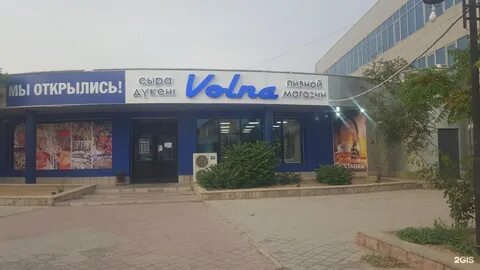 МЫ ОТКРЫЛИСЬ!
сыра дүкені
Volna
пивной магазин
2GIS